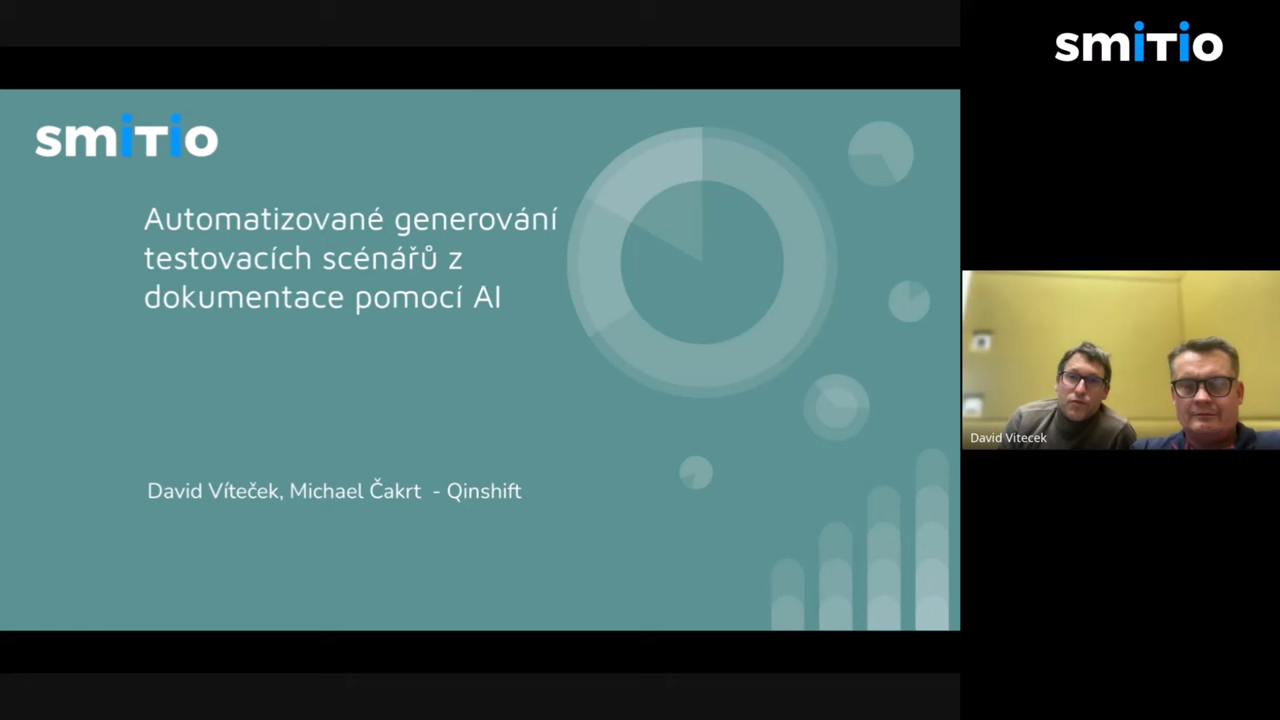 smiTio
smiTio
Automatizované generování
testovacích scénářů z
dokumentace pomocí AI
David Víteček, Michael Čakrt - Qinshift
David Vitecek